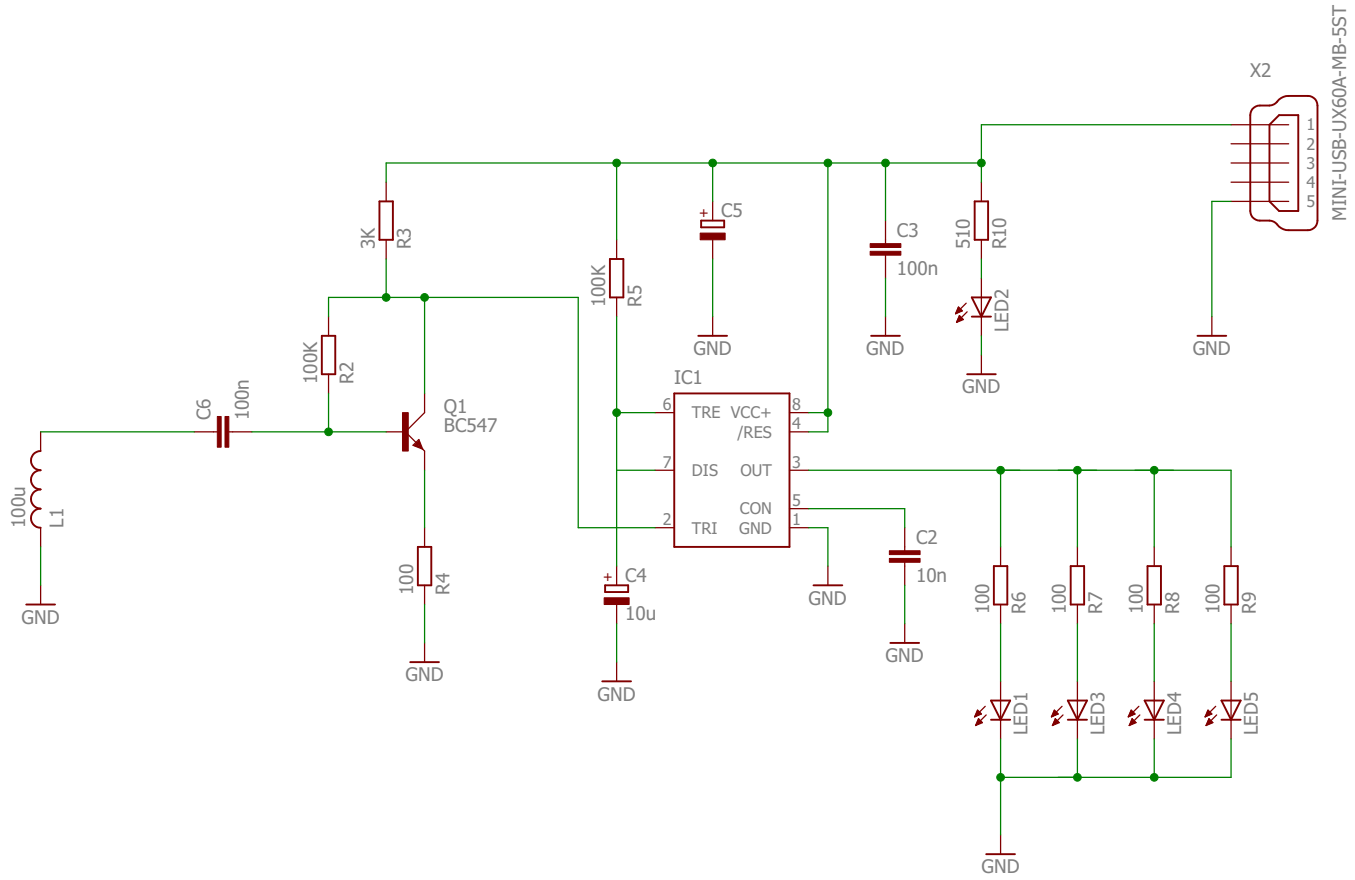 X2
MINI-USB-UX60A-MB-5ST
1
2
3
4
5
3K
R3
100K
R5
+
C5
GND
C3
100n
GND
510
R10
LED2
GND
GND
100K
R2
C6
100n
Q1
BC547
IC1
6 TRE VCC+ 8
/RES 4
7 DIS OUT 3
CON 5
2 TRI GND 1
100u
L1
GND
100
R4
GND
+
C4
10u
GND
GND
C2
10n
GND
100
R6
100
R7
100
R8
100
R9
LED1
LED3
LED4
LED5
GND